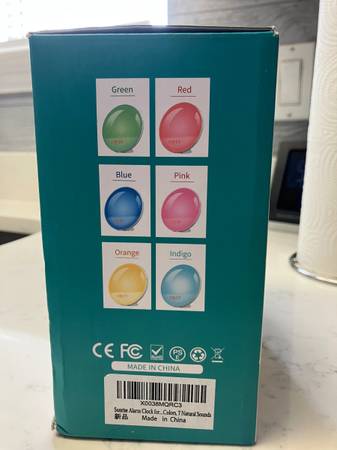 Green Red
Blue Pink
Orange Indigo
CE FC PS E
MADE IN CHINA
X0038MQRC3
Sunrise Alarm Clock for...Colors, 7 Natural Sounds
新品 Made in China